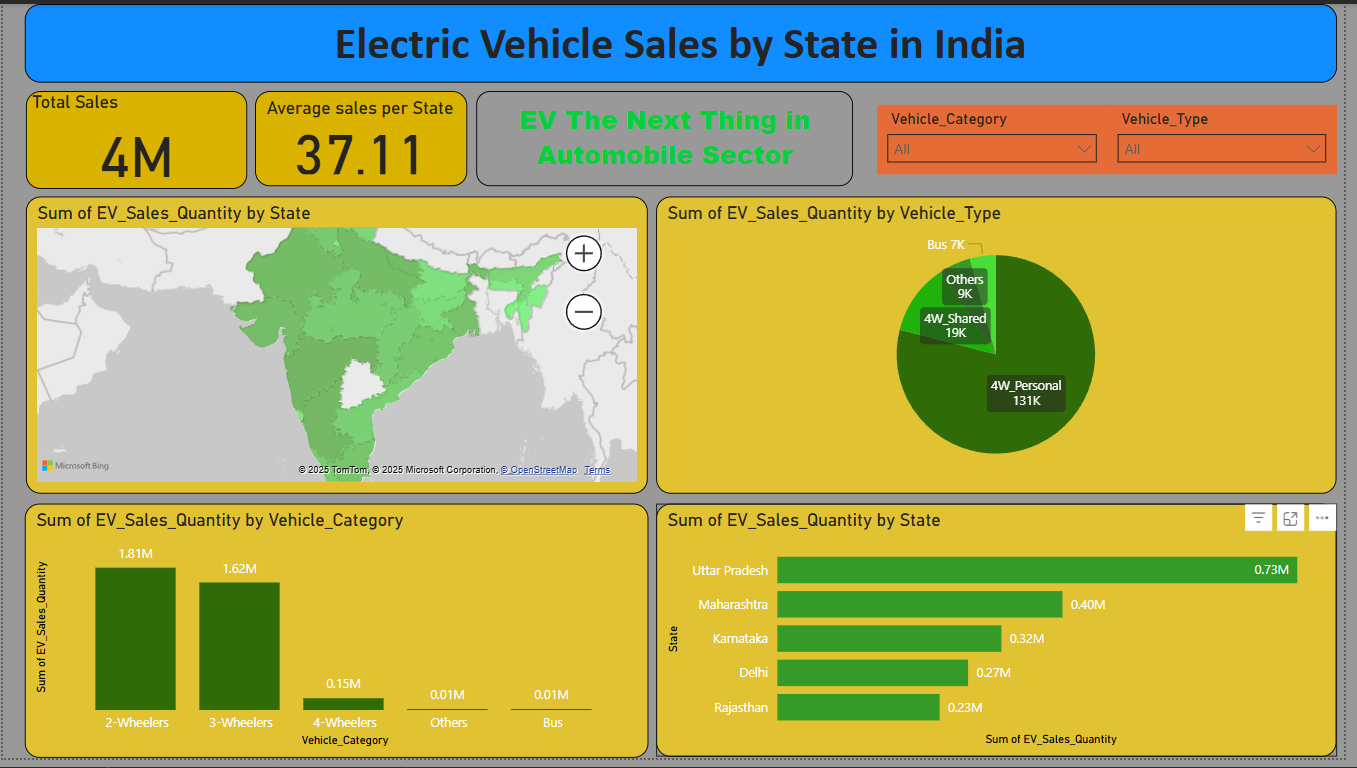 Electric Vehicle Sales by State in India
Total Sales
4M
Average sales per State
37.11
EV The Next Thing in
Automobile Sector
Vehicle_Category
All
Vehicle_Type
All
Sum of EV_Sales_Quantity by State
Microsoft Bing
© 2025 TomTom, © 2025 Microsoft Corporation, © OpenStreetMap Terms
Sum of EV_Sales_Quantity by Vehicle_Type
Bus 7K
Others
9K
4W_Shared
19K
4W_Personal
131K
Sum of EV_Sales_Quantity by Vehicle_Category
Sum of EV_Sales_Quantity
1.81M
1.62M
0.15M
0.01M
0.01M
2-Wheelers
3-Wheelers
4-Wheelers
Others
Bus
Vehicle_Category
Sum of EV_Sales_Quantity by State
State
Uttar Pradesh
0.73M
Maharashtra
0.40M
Karnataka
0.32M
Delhi
0.27M
Rajasthan
0.23M
Sum of EV_Sales_Quantity